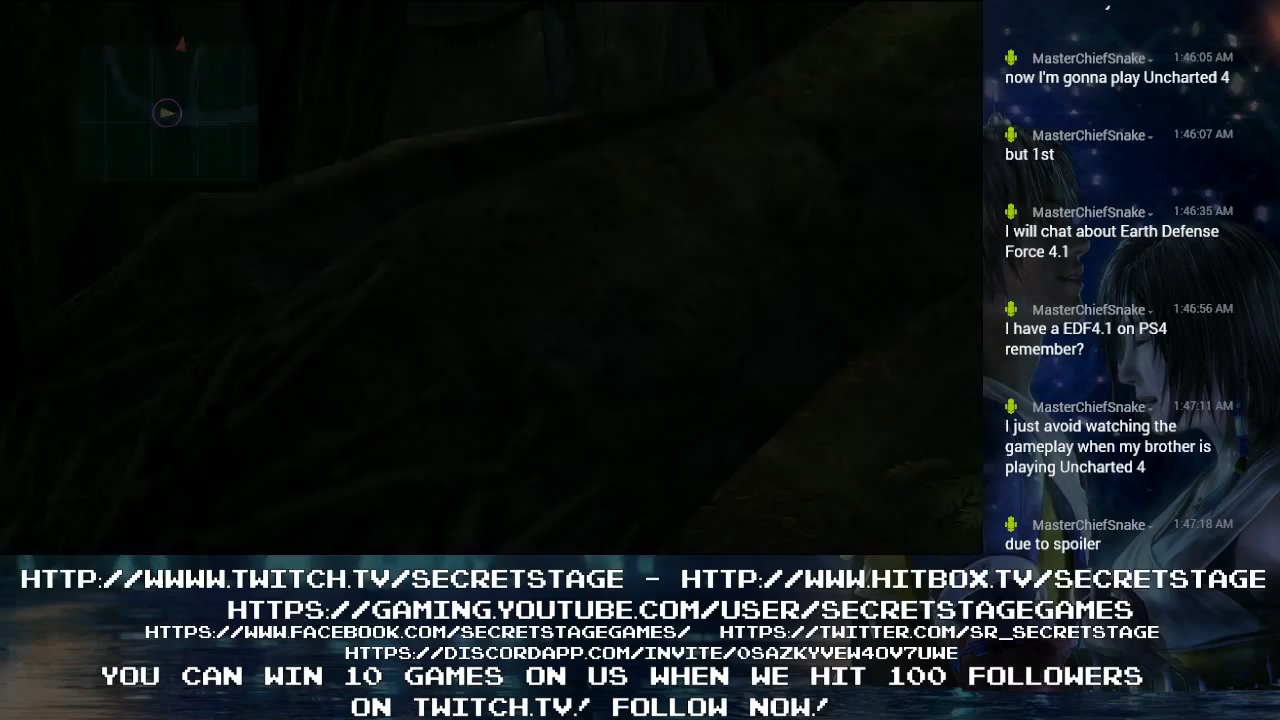 MasterChiefSnake 1:46:05 AM
now I'm gonna play Uncharted 4
MasterChiefSnake 1:46:07 AM
but 1st
MasterChiefSnake 1:46:35 AM
I will chat about Earth Defense
Force 4.1
MasterChiefSnake 1:46:56 AM
I have a EDF4.1 on PS4
remember?
MasterChiefSnake 1:47:11 AM
I just avoid watching the
gameplay when my brother is
playing Uncharted 4
MasterChiefSnake 1:47:18 AM
due to spoiler
HTTP://WWWW.TWITCH.TV/SECRETSTAGE - HTTP://WWW.HITBOX.TV/SECRETSTAGE
HTTPS://GAMING.YOUTUBE.COM/USER/SECRETSTAGEGAMES
HTTPS://WWW.FACEBOOK.COM/SECRETSTAGEGAMES/ HTTPS://TWITTER.COM/SR_SECRETSTAGE
HTTPS://DISCORDAPP.COM/INVITE/0SAZKYVEW4OV7UWE
YOU CAN WIN 10 GAMES ON US WHEN WE HIT 100 FOLLOWERS
ON TWITCH.TV! FOLLOW NOW!